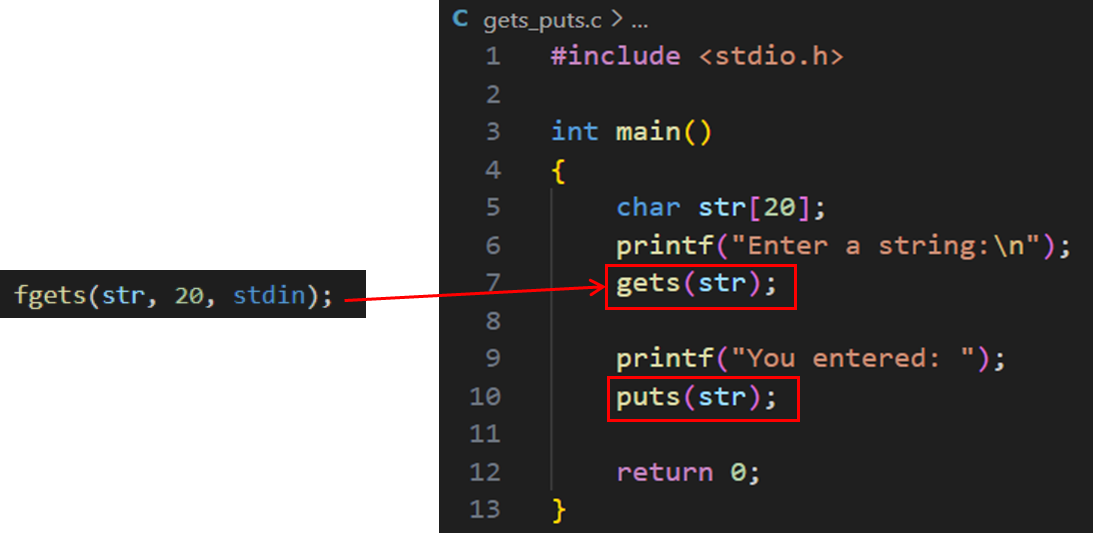 gets_puts.c > ...
1 #include <stdio.h>
2
3 int main()
4 {
5     char str[20];
6     printf("Enter a string:\n");
7     gets(str);
8
9     printf("You entered: ");
10     puts(str);
11
12     return 0;
13 }
fgets(str, 20, stdin);